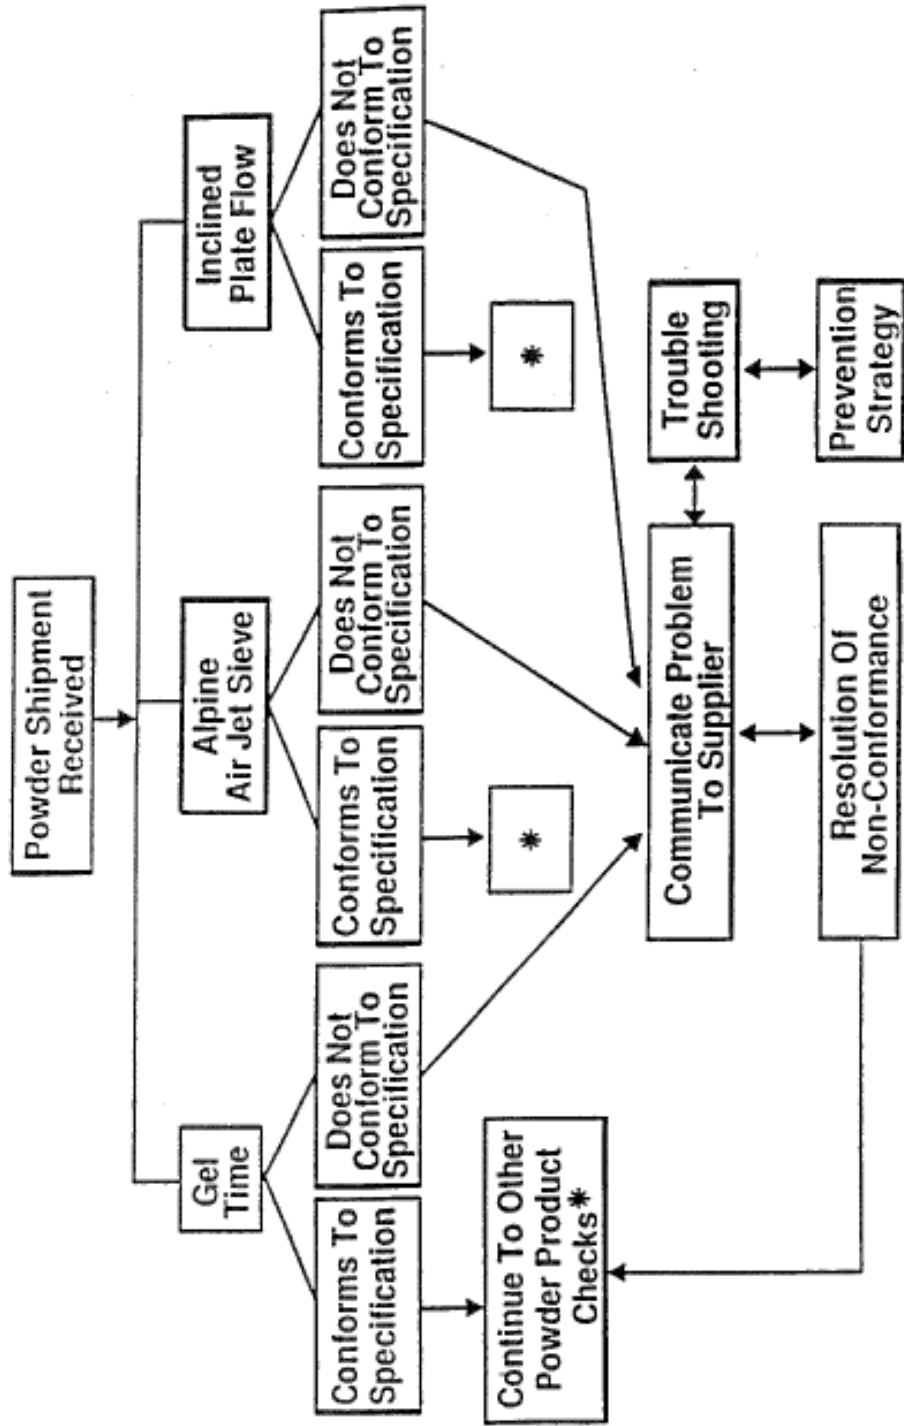 Powder Shipment
Received
Gel
Time
Alpine
Air Jet Sieve
Inclined
Plate Flow
Conforms To
Specification
Does Not
Conform To
Specification
Conforms To
Specification
Does Not
Conform To
Specification
Conforms To
Specification
Does Not
Conform To
Specification
Continue To Other
Powder Product
Checks*
*
*
Communicate Problem
To Supplier
Trouble
Shooting
Resolution Of
Non-Conformance
Prevention
Strategy